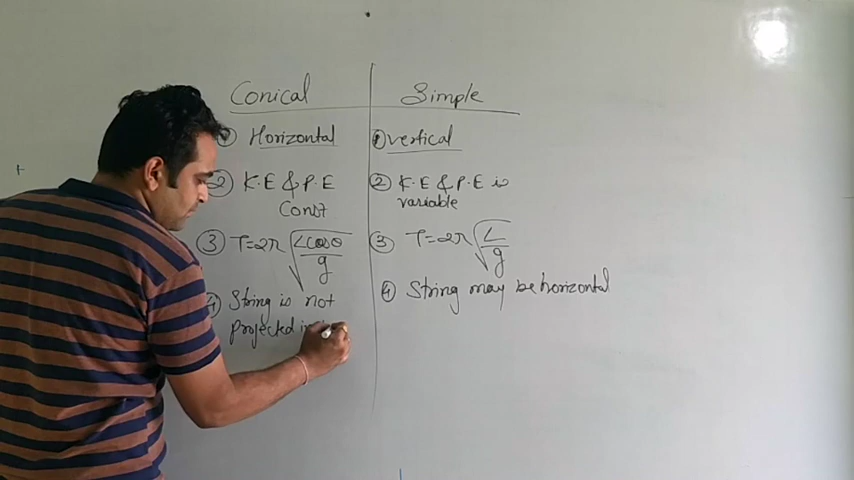 Conical
Simple
① Horizontal
① vertical
② K.E & P.E
Const
② K.E & P.E is
variable
③ T=2π√(Lcosθ/g)
③ T=2π√(L/g)
④ String is not
projected in
④ String may be horizontal